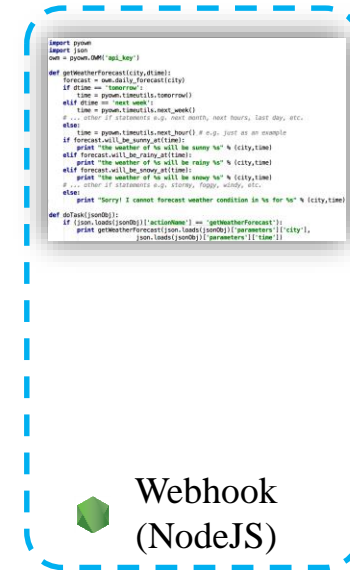 import pyowm
import json
owm = pyowm.OWM('api_key')
def getWeatherForecast(city,dtime):
    forecast = owm.daily_forecast(city)
    if dtime == 'tomorrow':
        time = pyowm.timeutils.tomorrow()
    elif dtime == 'next week':
        time = pyowm.timeutils.next_week()
    # ... other if statements e.g. next month, next hours, last day, etc.
    else:
        time = pyowm.timeutils.next_hour() # e.g. just as an example
    if forecast.will_be_sunny_at(time):
        print "the weather of %s will be sunny %s" % (city,time)
    elif forecast.will_be_rainy_at(time):
        print "the weather of %s will be rainy %s" % (city,time)
    elif forecast.will_be_snowy_at(time):
        print "the weather of %s will be snowy %s" % (city,time)
    # ... other if statements e.g. stormy, foggy, windy, etc.
    else:
        print "Sorry! I cannot forecast weather condition in %s for %s" % (city,time)
def doTask(jsonObj):
    if (json.loads(jsonObj)['actionName'] == 'getWeatherForecast'):
        print getWeatherForecast(json.loads(jsonObj)['parameters']['city'],
            json.loads(jsonObj)['parameters']['time'])
Webhook
(NodeJS)